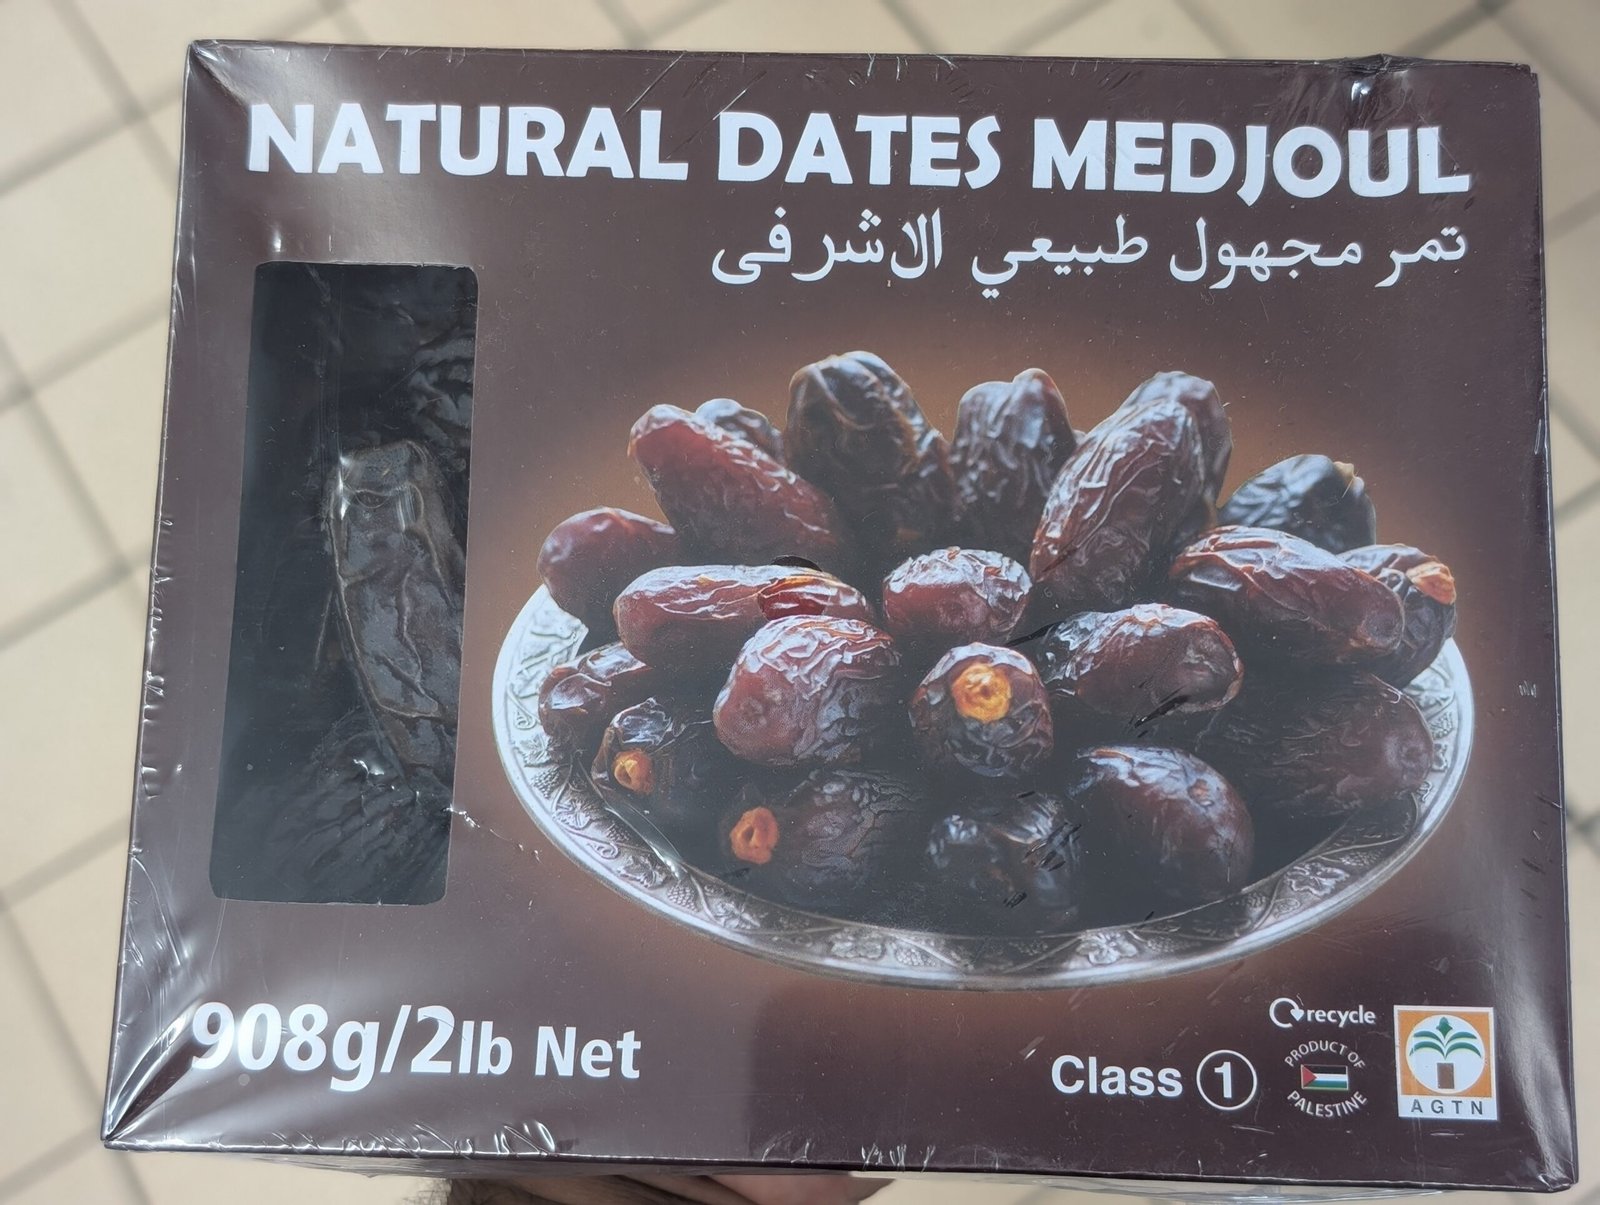 NATURAL DATES MEDJOUL
تمر مجهول طبيعي الاشرفى
908g/2lb Net
Class 1
recycle
PRODUCT OF
PALESTINE
AGTN